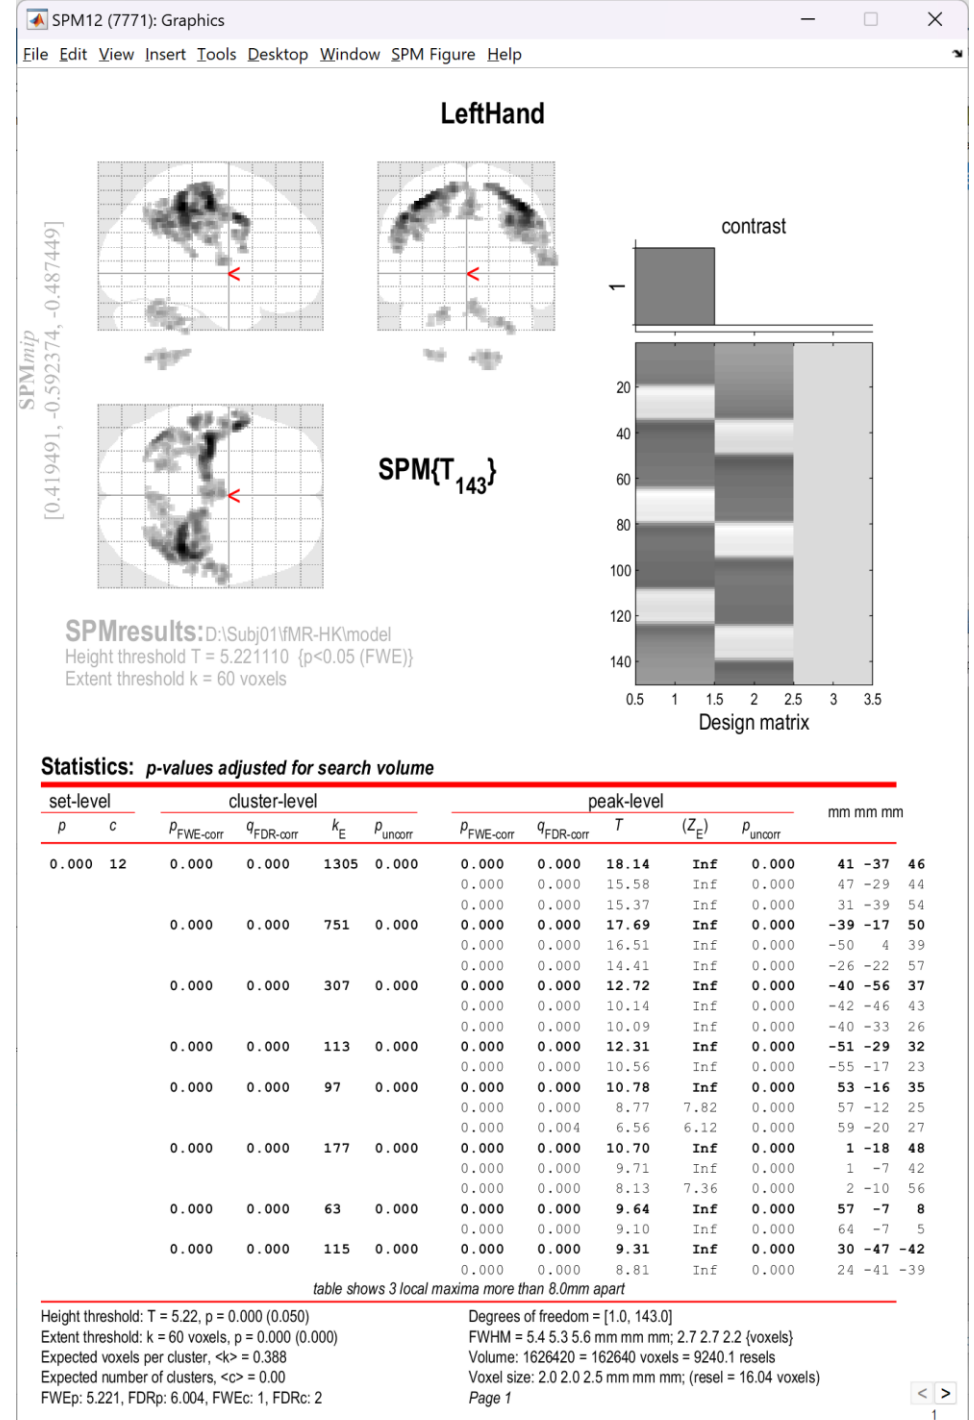 SPM12 (7771): Graphics
File Edit View Insert Tools Desktop Window SPM Figure Help
LeftHand
SPMmip
[0.419491, -0.592374, -0.487449]
<
<
<
SPM{T143}
contrast
1
20
40
60
80
100
120
140
0.5 1 1.5 2 2.5 3 3.5
Design matrix
SPMresults: D:\Subj01\fMR-HK\model
Height threshold T = 5.221110 {p<0.05 (FWE)}
Extent threshold k = 60 voxels
Statistics: p-values adjusted for search volume
set-level cluster-level peak-level mm mm mm
p c pFWE-corr qFDR-corr kE puncorr pFWE-corr qFDR-corr T (ZE) puncorr
0.000 12 0.000 0.000 1305 0.000 0.000 0.000 18.14 Inf 0.000 41 -37 46
0.000 0.000 15.58 Inf 0.000 47 -29 44
0.000 0.000 15.37 Inf 0.000 31 -39 54
0.000 0.000 751 0.000 0.000 0.000 17.69 Inf 0.000 -39 -17 50
0.000 0.000 16.51 Inf 0.000 -50 4 39
0.000 0.000 14.41 Inf 0.000 -26 -22 57
0.000 0.000 307 0.000 0.000 0.000 12.72 Inf 0.000 -40 -56 37
0.000 0.000 10.14 Inf 0.000 -42 -46 43
0.000 0.000 10.09 Inf 0.000 -40 -33 26
0.000 0.000 113 0.000 0.000 0.000 12.31 Inf 0.000 -51 -29 32
0.000 0.000 10.56 Inf 0.000 -55 -17 23
0.000 0.000 97 0.000 0.000 0.000 10.78 Inf 0.000 53 -16 35
0.000 0.000 8.77 7.82 0.000 57 -12 25
0.000 0.004 6.56 6.12 0.000 59 -20 27
0.000 0.000 177 0.000 0.000 0.000 10.70 Inf 0.000 1 -18 48
0.000 0.000 9.71 Inf 0.000 1 -7 42
0.000 0.000 8.13 7.36 0.000 2 -10 56
0.000 0.000 63 0.000 0.000 0.000 9.64 Inf 0.000 57 -7 8
0.000 0.000 9.10 Inf 0.000 64 -7 5
0.000 0.000 115 0.000 0.000 0.000 9.31 Inf 0.000 30 -47 -42
0.000 0.000 8.81 Inf 0.000 24 -41 -39
table shows 3 local maxima more than 8.0mm apart
Height threshold: T = 5.22, p = 0.000 (0.050)
Extent threshold: k = 60 voxels, p = 0.000 (0.000)
Expected voxels per cluster, <k> = 0.388
Expected number of clusters, <c> = 0.00
FWEp: 5.221, FDRp: 6.004, FWEc: 1, FDRc: 2
Degrees of freedom = [1.0, 143.0]
FWHM = 5.4 5.3 5.6 mm mm mm; 2.7 2.7 2.2 {voxels}
Volume: 1626420 = 162640 voxels = 9240.1 resels
Voxel size: 2.0 2.0 2.5 mm mm mm; (resel = 16.04 voxels)
Page 1
< >
1